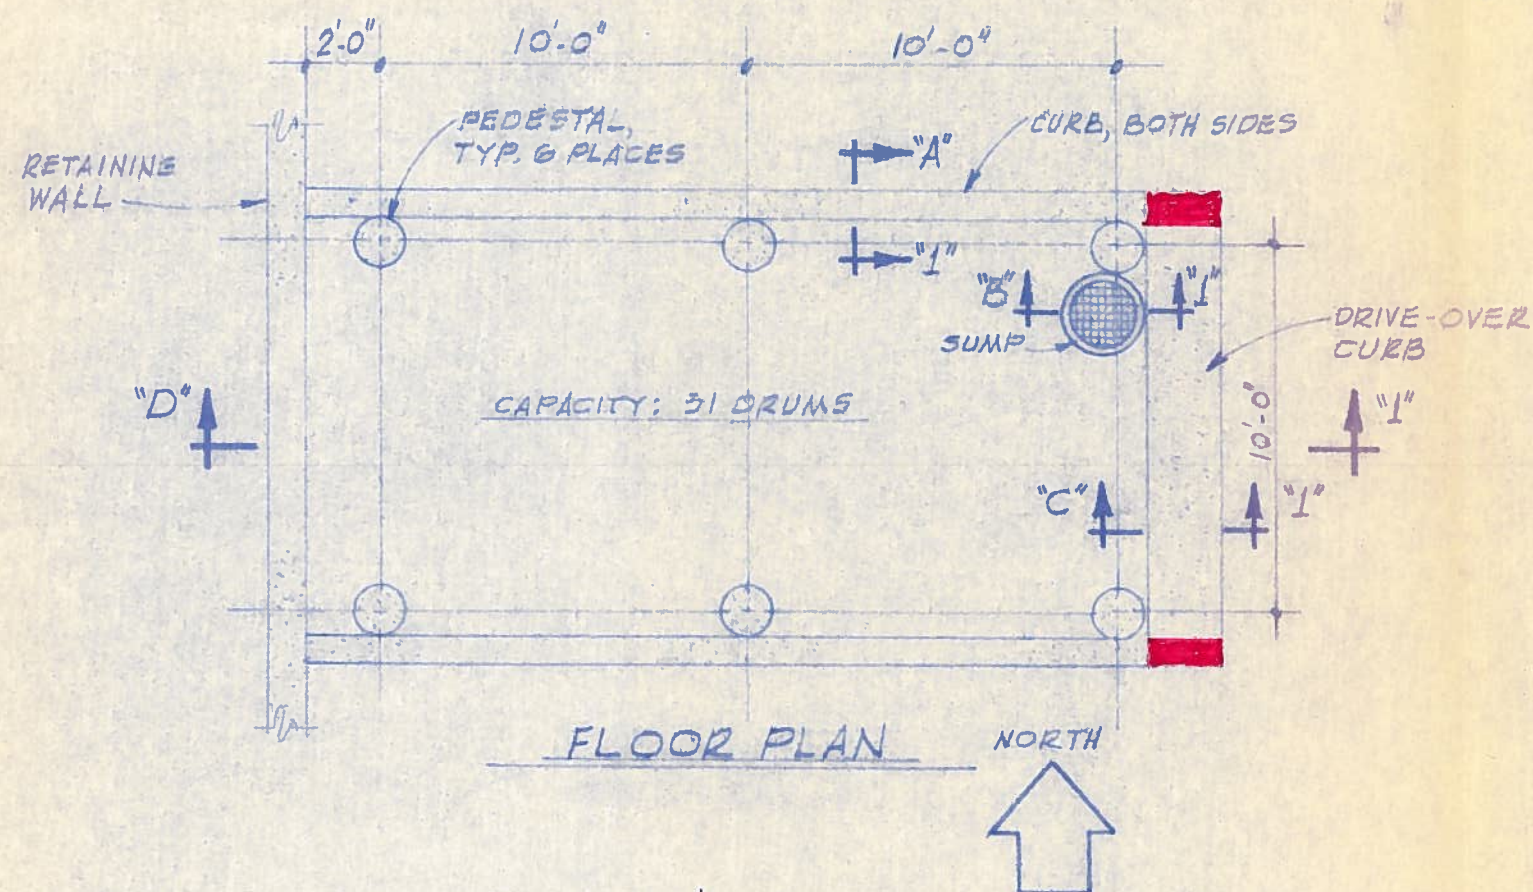 2'-0"
10'-0"
10'-0"
PEDESTAL,
TYP. 6 PLACES
CURB, BOTH SIDES
"A"
RETAINING
WALL
"1"
"B"
"1"
SUMP
DRIVE-OVER
CURB
"D"
CAPACITY: 31 DRUMS
10'-0"
"1"
"C"
"1"
FLOOR PLAN
NORTH